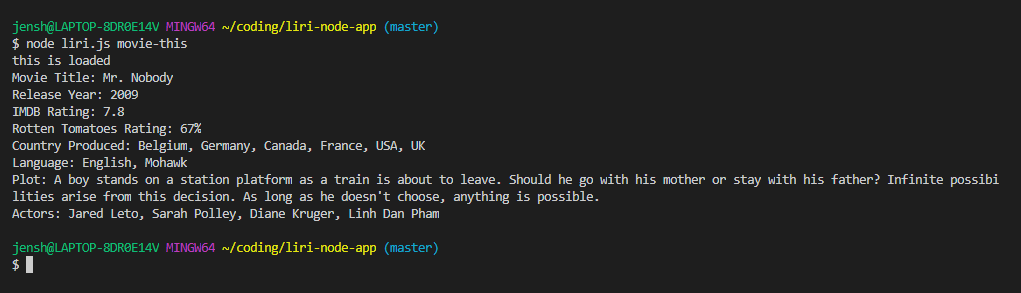 jensh@LAPTOP-8DR0E14V MINGW64 ~/coding/liri-node-app (master)
$ node liri.js movie-this
this is loaded
Movie Title: Mr. Nobody
Release Year: 2009
IMDB Rating: 7.8
Rotten Tomatoes Rating: 67%
Country Produced: Belgium, Germany, Canada, France, USA, UK
Language: English, Mohawk
Plot: A boy stands on a station platform as a train is about to leave. Should he go with his mother or stay with his father? Infinite possibi
lities arise from this decision. As long as he doesn't choose, anything is possible.
Actors: Jared Leto, Sarah Polley, Diane Kruger, Linh Dan Pham
jensh@LAPTOP-8DR0E14V MINGW64 ~/coding/liri-node-app (master)
$